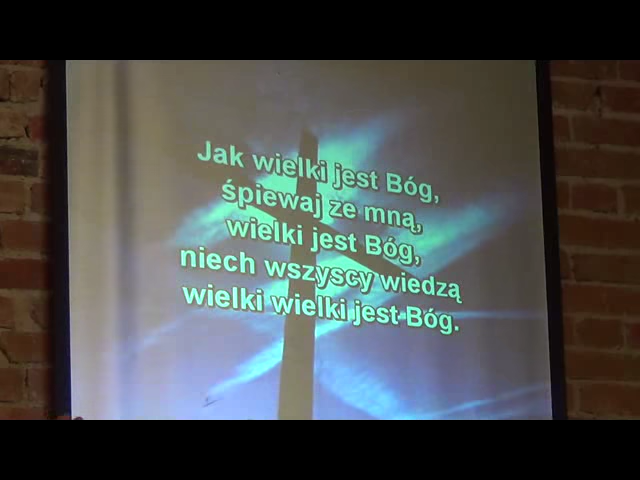 Jak wielki jest Bóg,
śpiewaj ze mną,
wielki jest Bóg,
niech wszyscy wiedzą
wielki wielki jest Bóg.